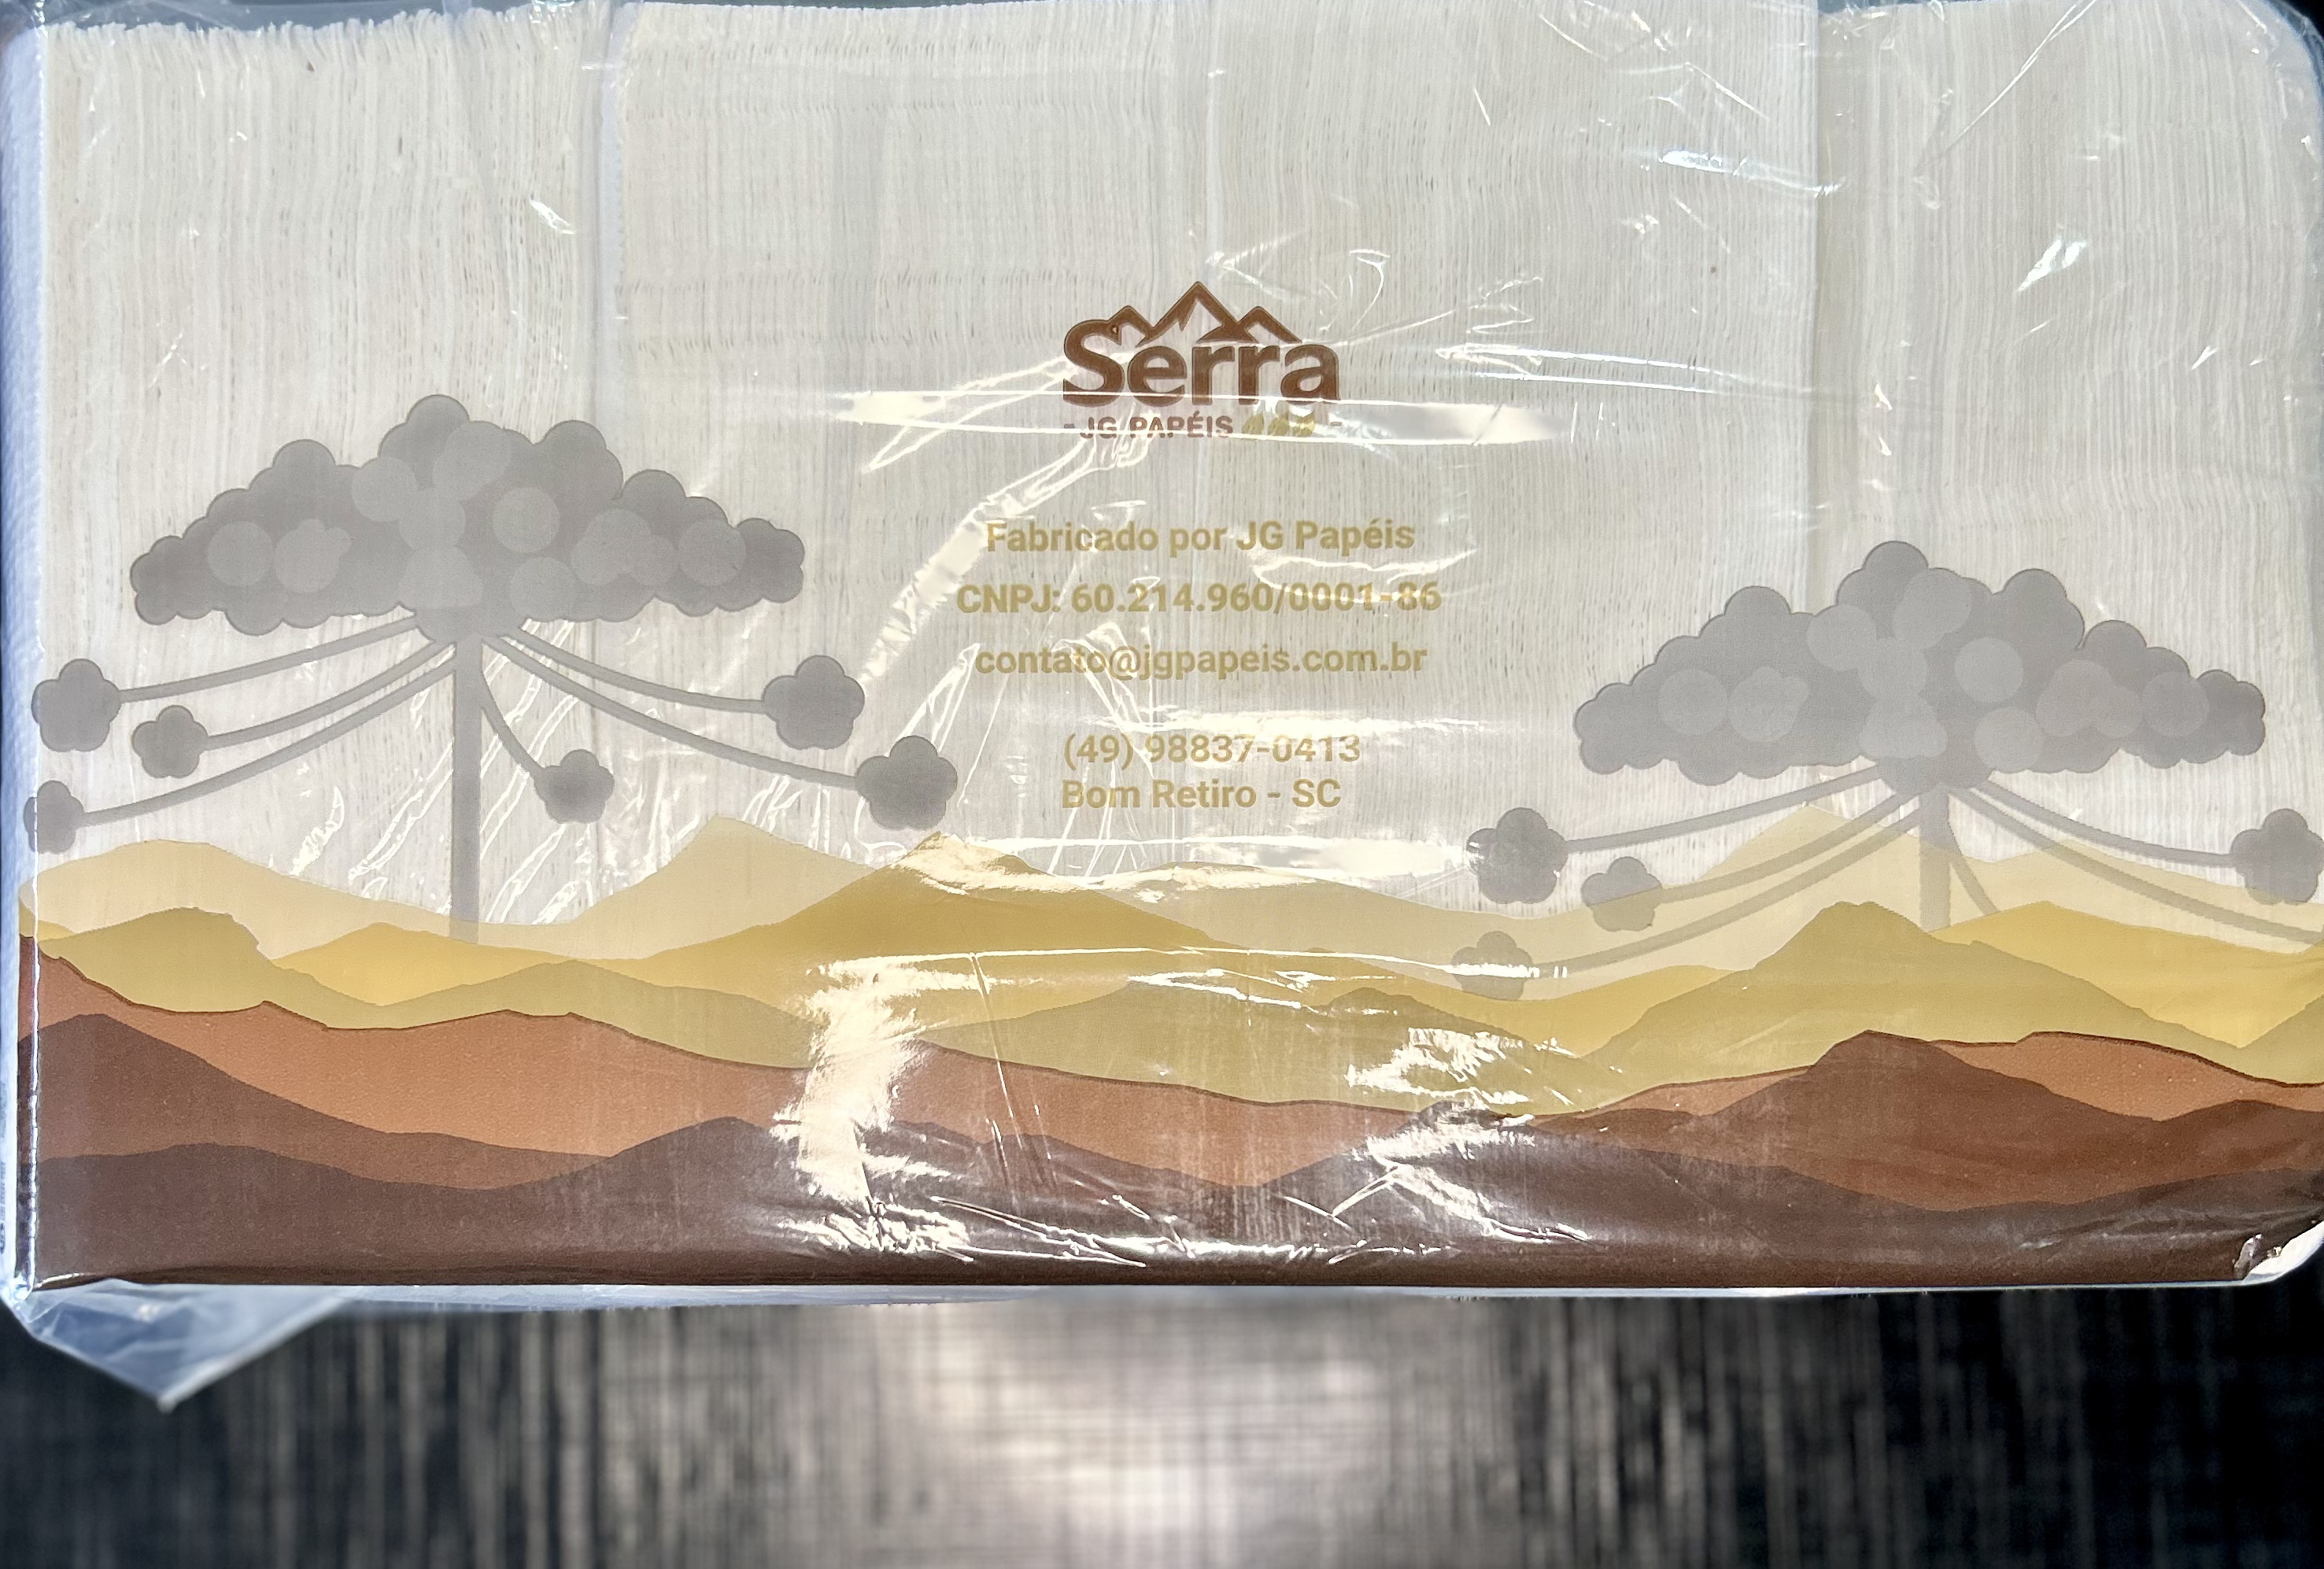 Serra
- JG PAPÉIS -
Fabricado por JG Papéis
CNPJ: 60.214.960/0001-86
contato@jgpapeis.com.br
(49) 98837-0413
Bom Retiro - SC